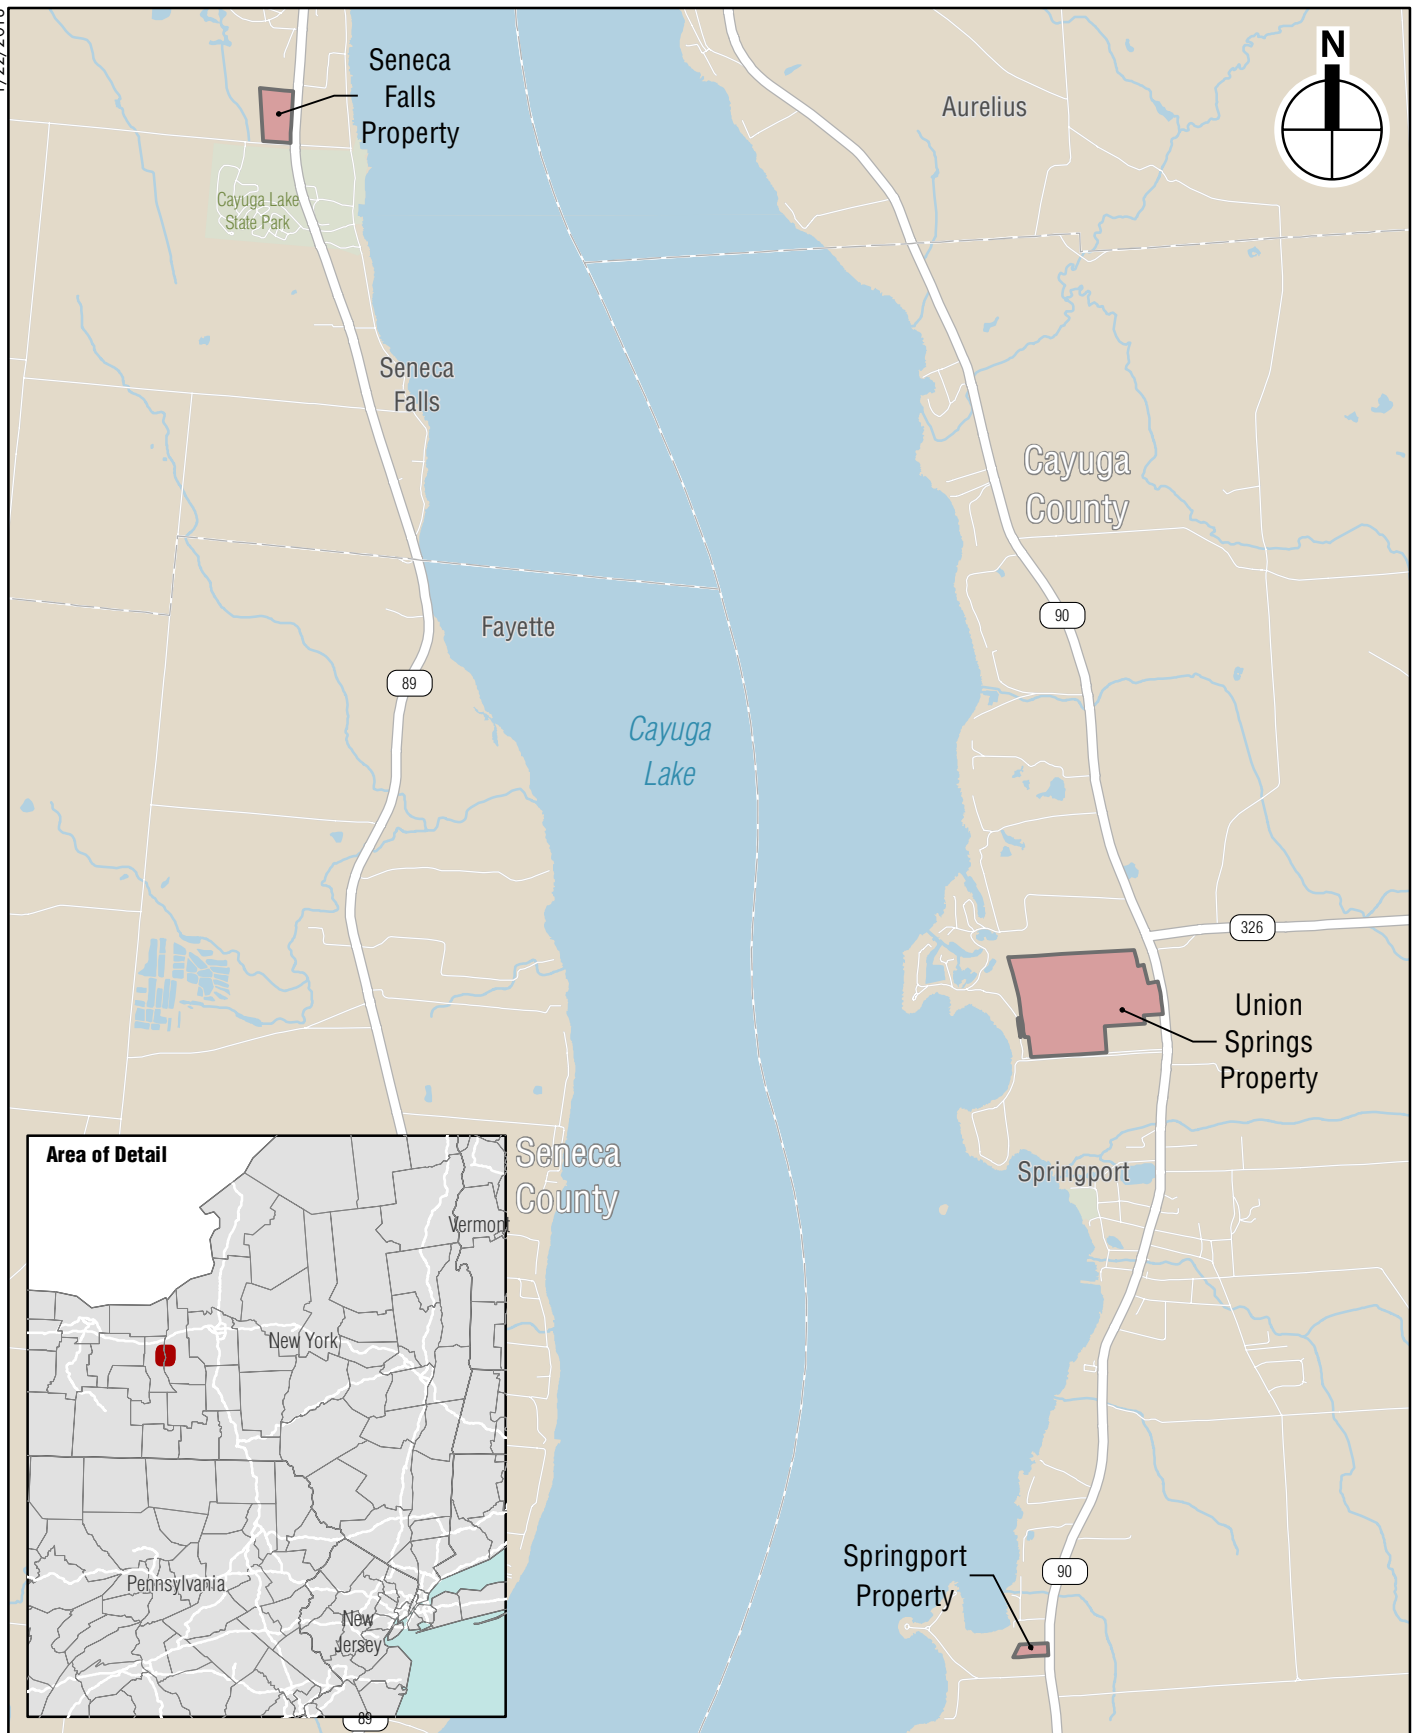 N
Seneca
Falls
Property
Aurelius
Cayuga Lake
State Park
Seneca
Falls
Cayuga
County
90
Fayette
89
Cayuga
Lake
326
Union
Springs
Property
Area of Detail
Seneca
County
Springport
Vermont
New York
Springport
Property
90
Pennsylvania
New
Jersey
89